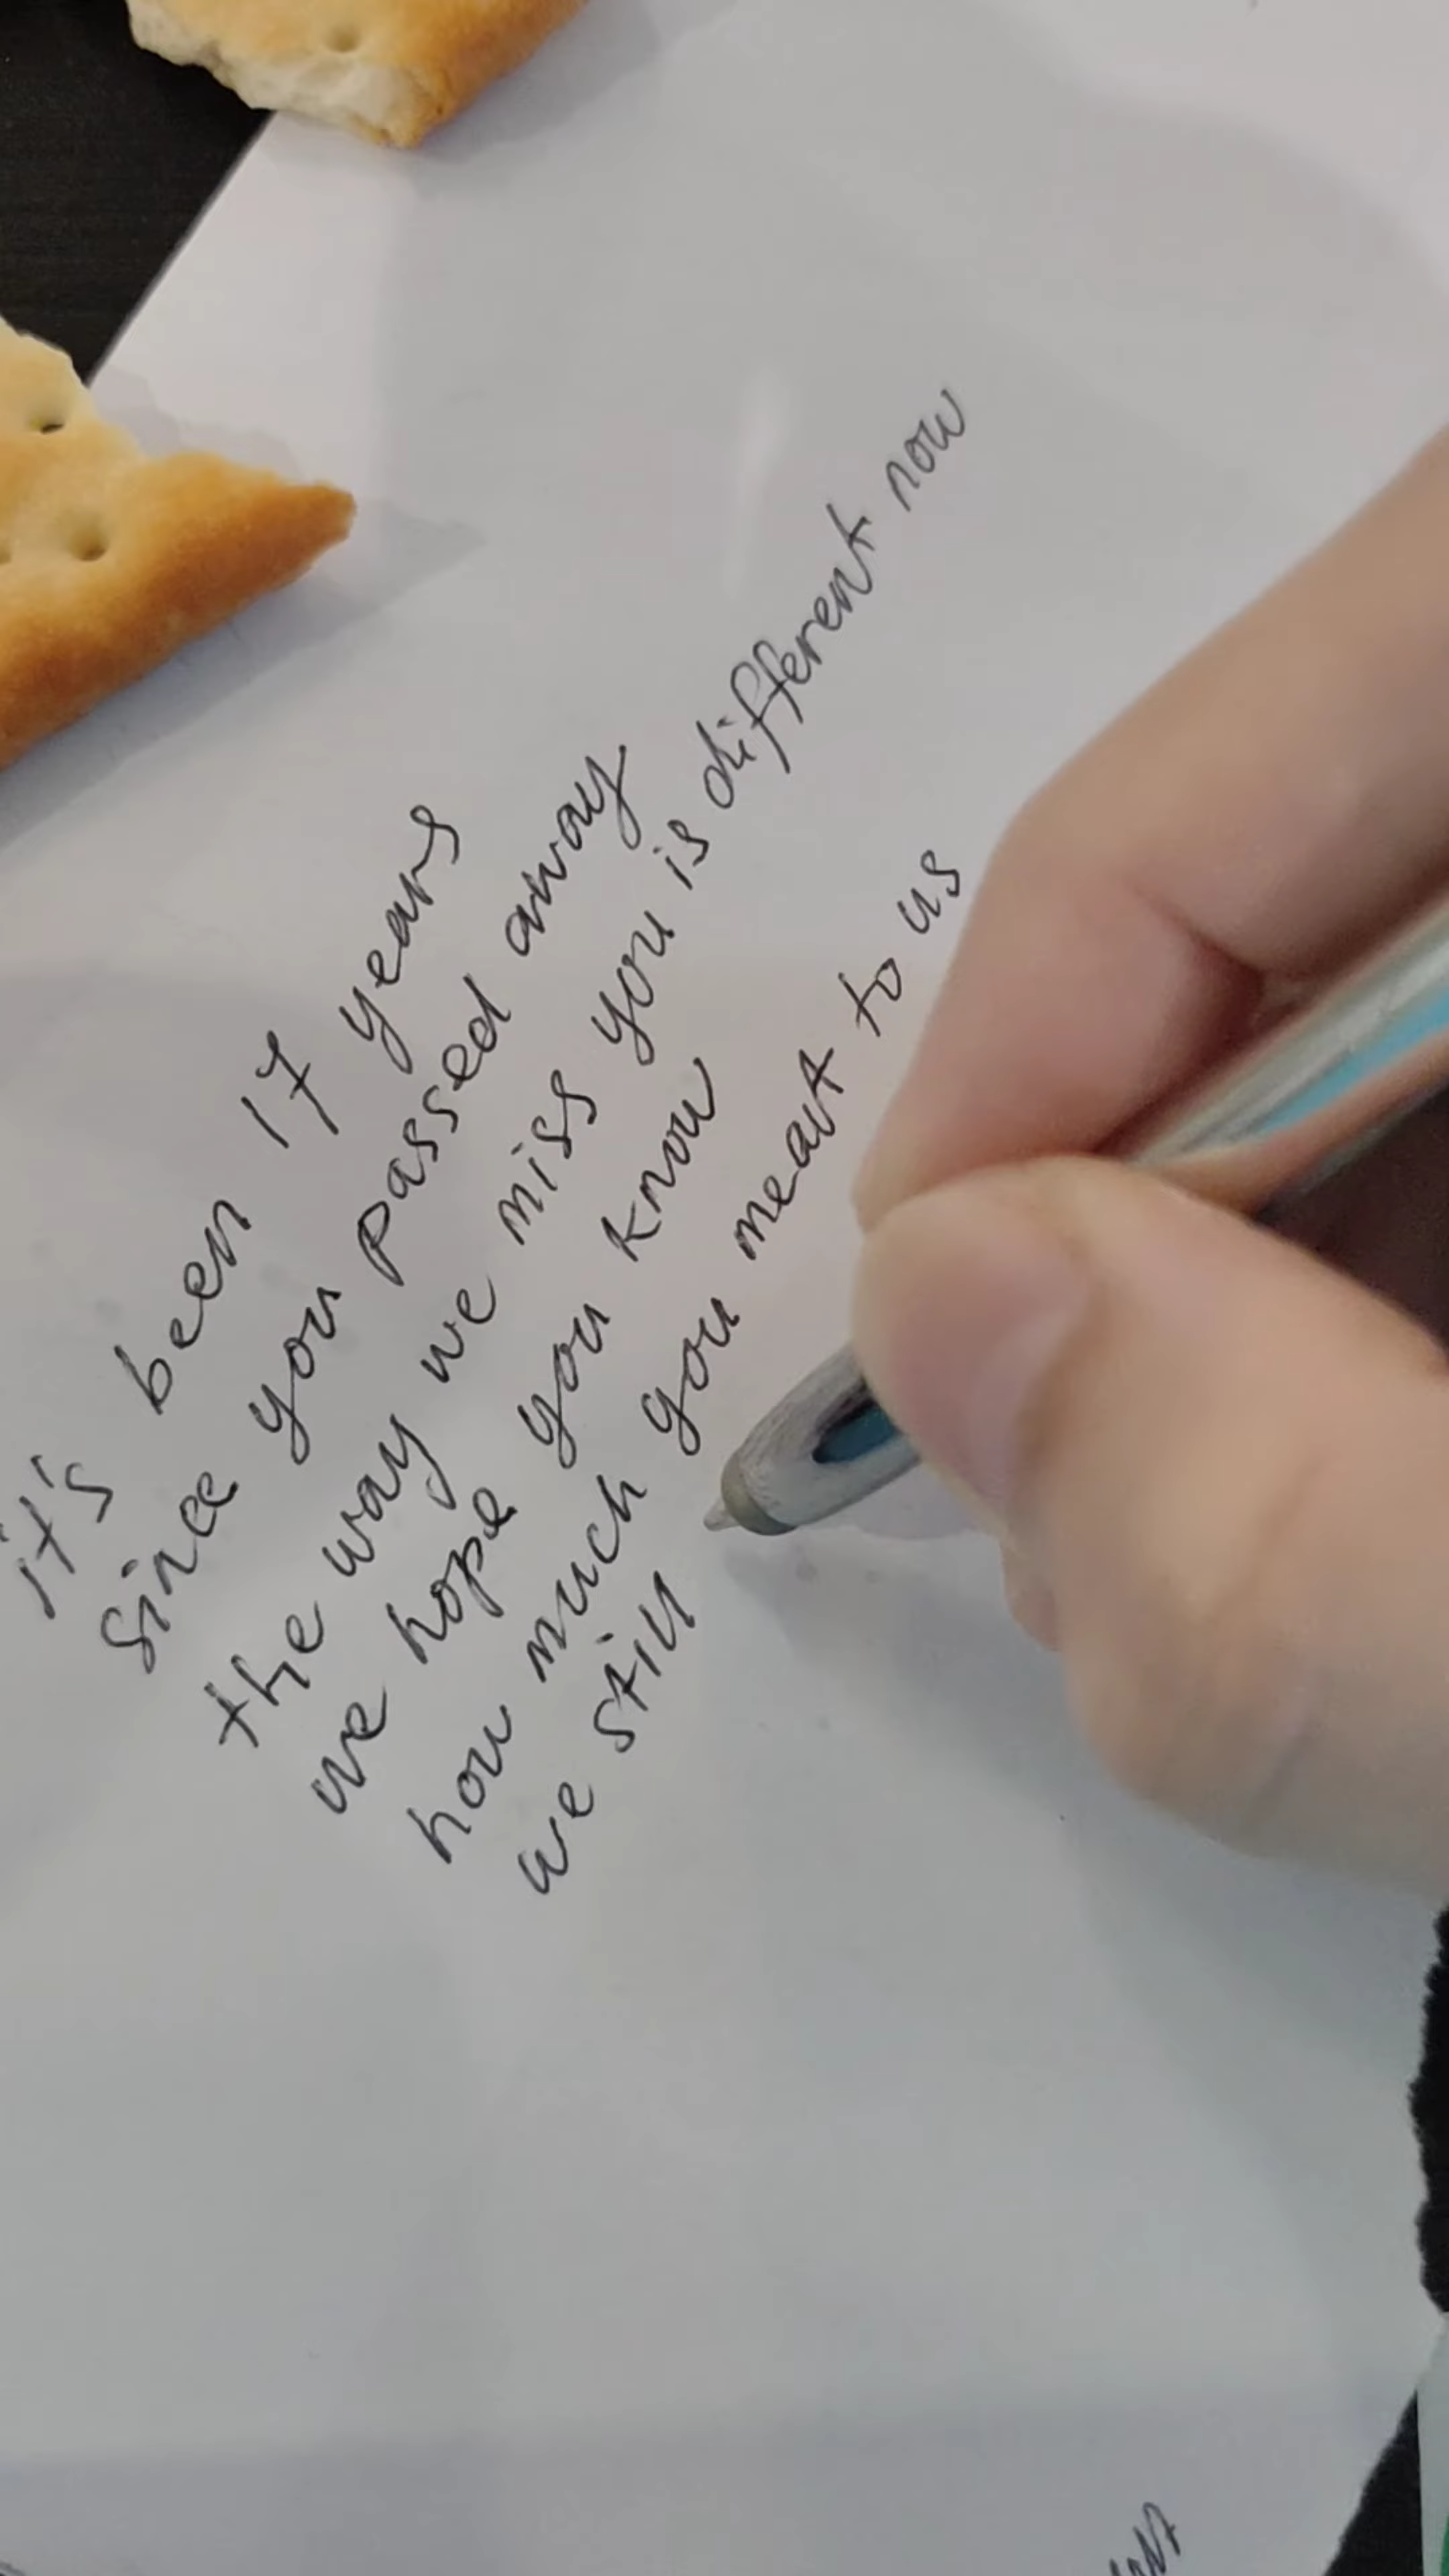 it's been 17 years
since you passed away
the way we miss you is different now
we hope you know
how much you meant to us
we still